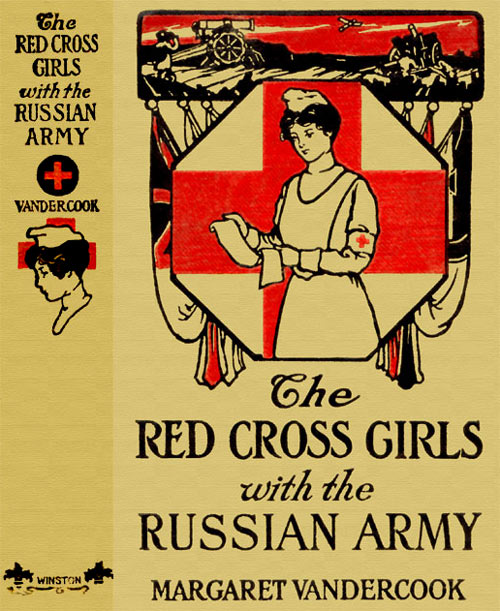 The
RED CROSS
GIRLS
with the
RUSSIAN
ARMY
VANDERCOOK
WINSTON
The
RED CROSS GIRLS
with the
RUSSIAN ARMY
MARGARET VANDERCOOK